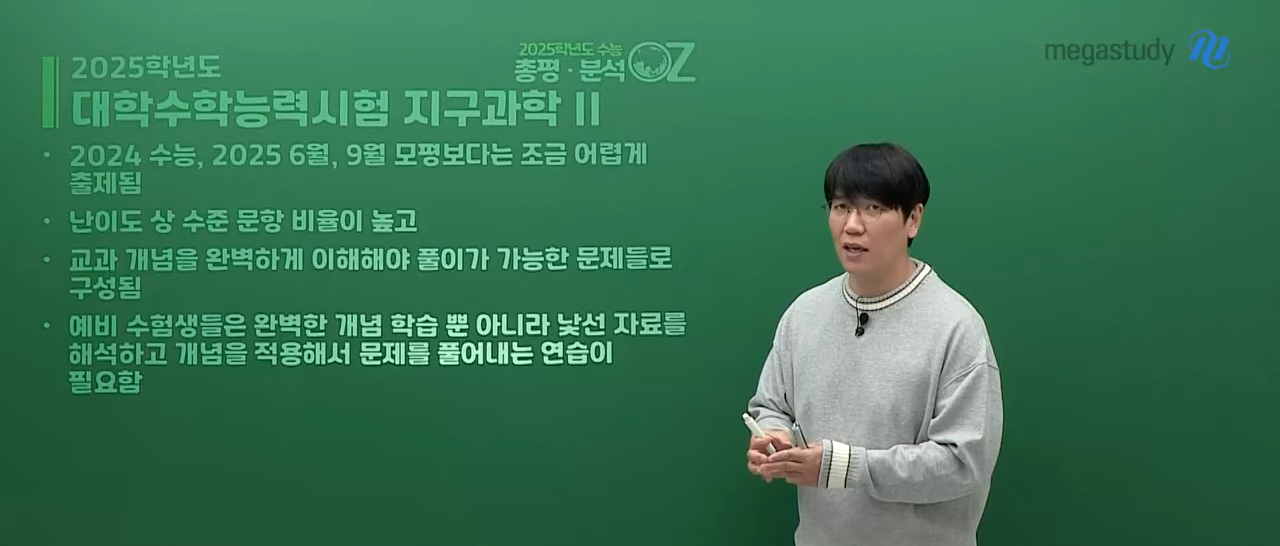 2025학년도
대학수학능력시험 지구과학 II
2025학년도 수능
총평·분석 OZ
megastudy
• 2024 수능, 2025 6월, 9월 모평보다는 조금 어렵게
출제됨
• 난이도 상 수준 문항 비율이 높고
• 교과 개념을 완벽하게 이해해야 풀이가 가능한 문제들로
구성됨
• 예비 수험생들은 완벽한 개념 학습 뿐 아니라 낯선 자료를
해석하고 개념을 적용해서 문제를 풀어내는 연습이
필요함